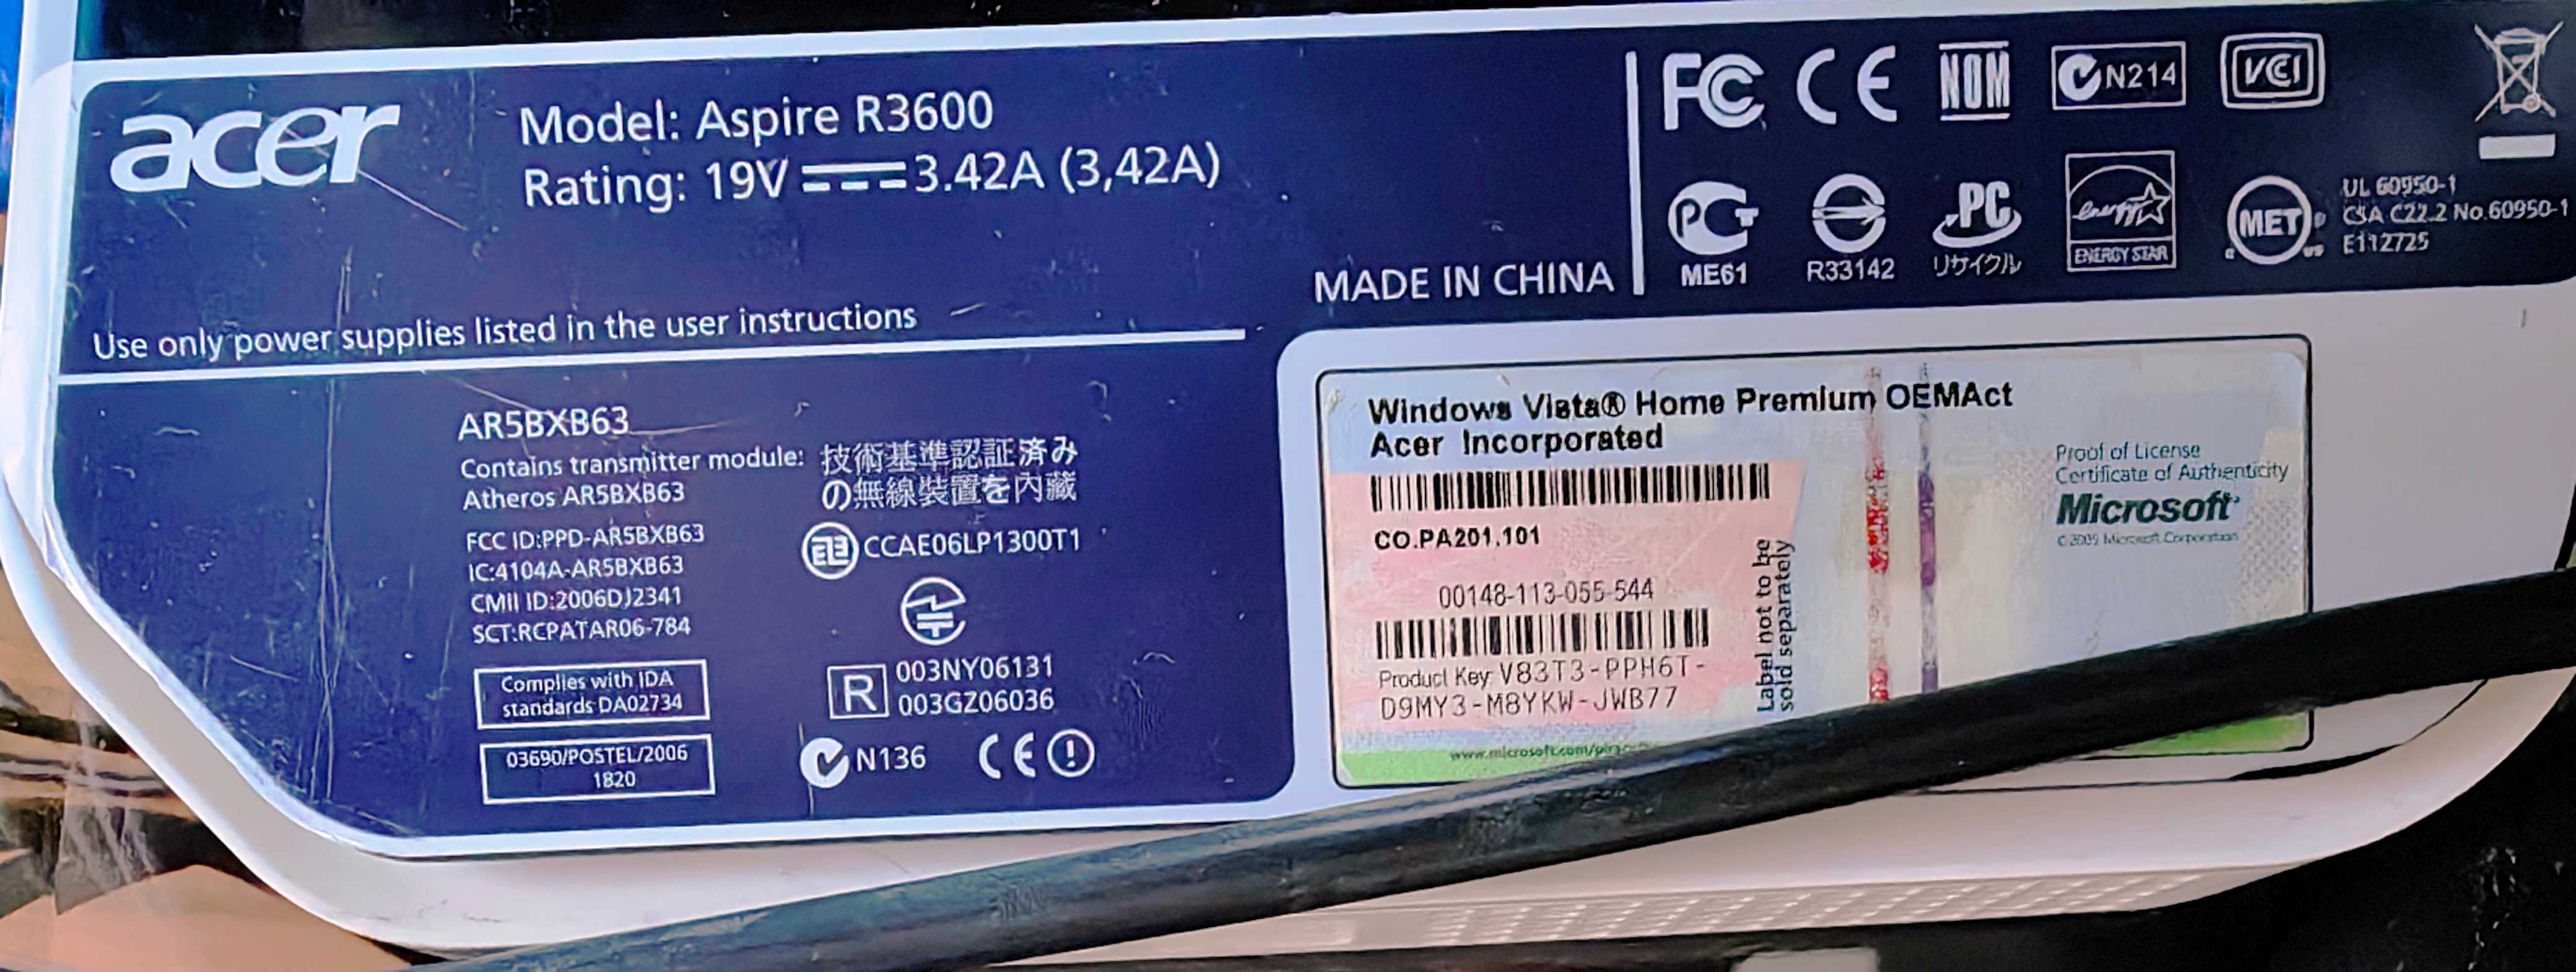 acer
Model: Aspire R3600
Rating: 19V 3.42A (3,42A)
Use only power supplies listed in the user instructions
MADE IN CHINA
FC CE NOM N214 VCI
PCT
ME61
R33142
PC
リサイクル
energy
ENERGY STAR
MET
UL 60950-1
CSA C22.2 No.60950-1
E112725
AR5BXB63
Contains transmitter module:
Atheros AR5BXB63
FCC ID:PPD-AR5BXB63
IC:4104A-AR5BXB63
CMII ID:2006DJ2341
SCT:RCPATAR06-784
Complies with IDA
standards DA02734
03690/POSTEL/2006
1820
技術基準認証済み
の無線装置を内蔵
CCAE06LP1300T1
R 003NY06131
003GZ06036
N136 CE
Windows Vista® Home Premium OEMAct
Acer Incorporated
CO.PA201.101
00148-113-055-544
Product Key: V83T3-PPH6T-
D9MY3-M8YKW-JWB77
Label not to be
sold separately
Proof of License
Certificate of Authenticity
Microsoft
© 2009 Microsoft Corporation